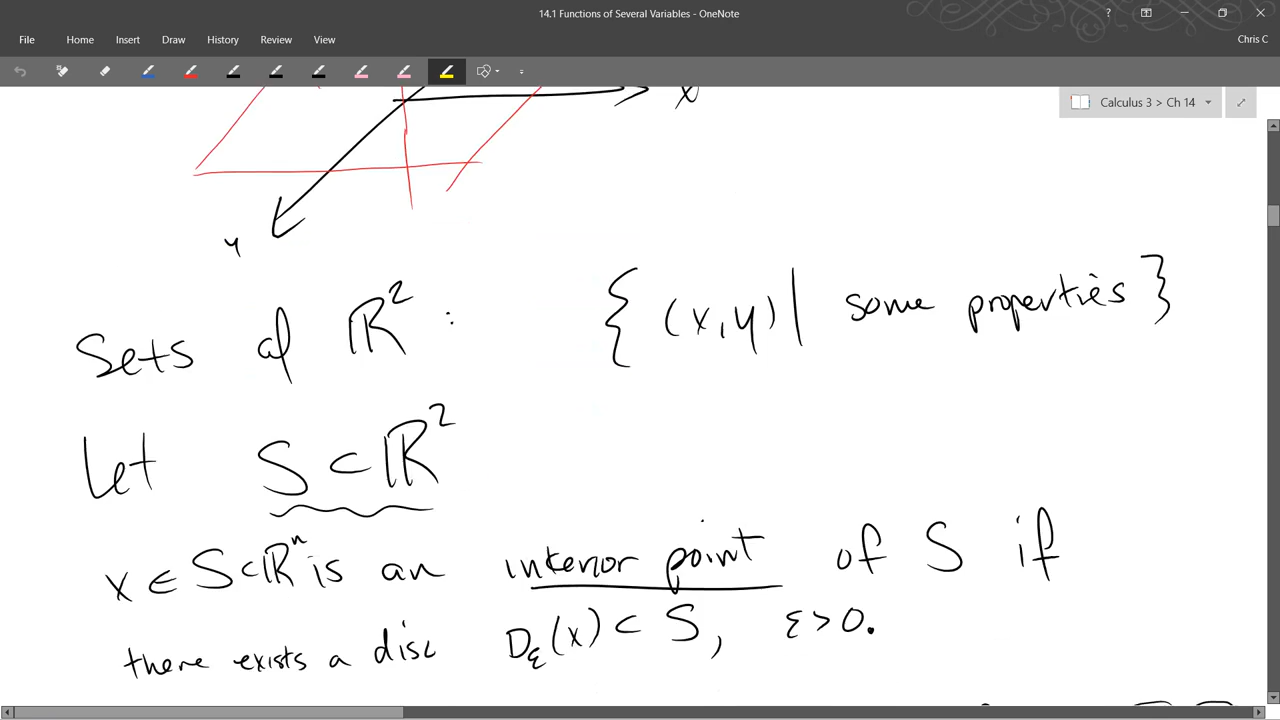 14.1 Functions of Several Variables - OneNote
File Home Insert Draw History Review View
Chris C
Calculus 3 > Ch 14
x
y
Sets of ℝ² : { (x,y) | some properties }
Let S ⊂ ℝ²
x ∈ S ⊂ ℝⁿ is an interior point of S if
there exists a disc D_ε(x) ⊂ S, ε > 0.